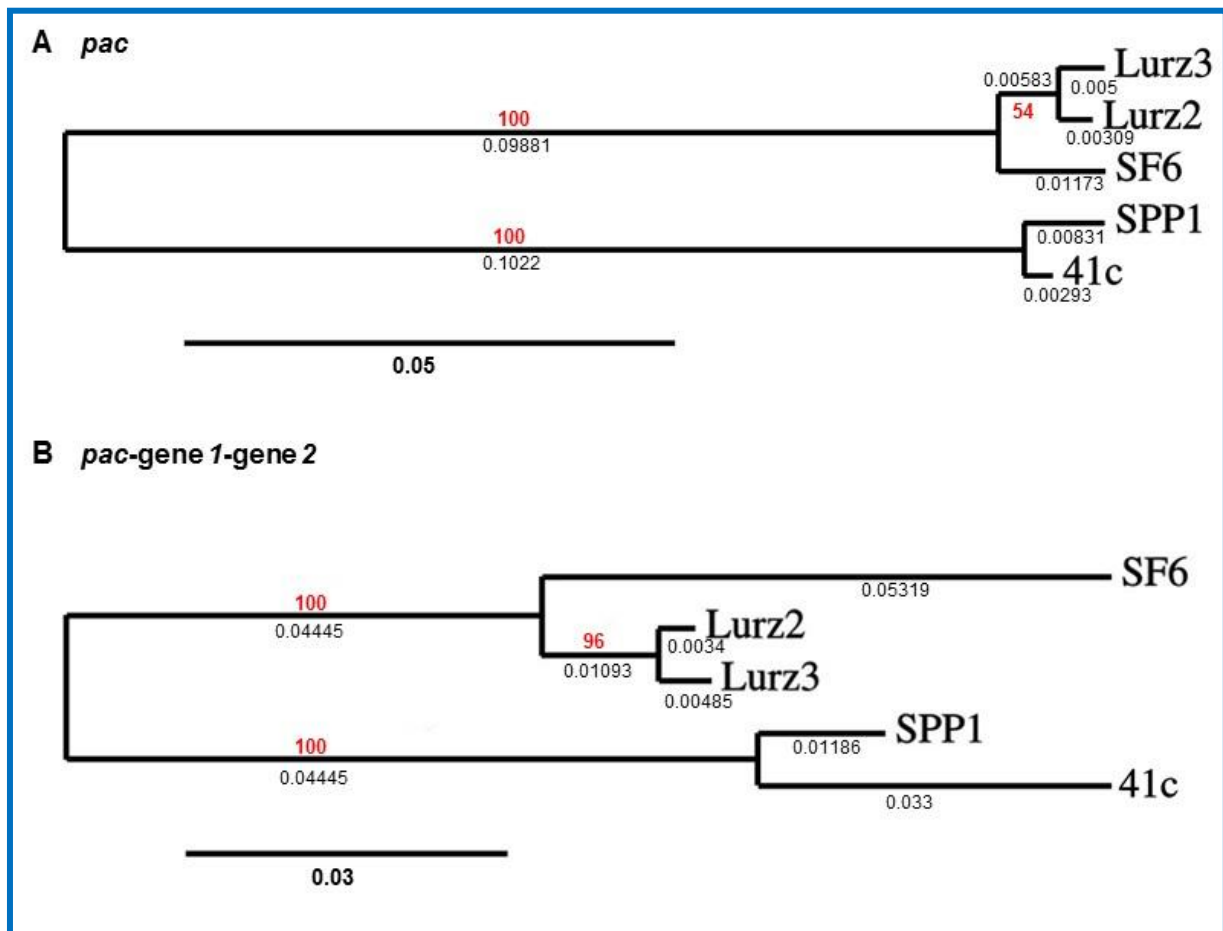 A pac
Lurz3
0.00583
0.005
100
54
Lurz2
0.00309
0.09881
SF6
0.01173
SPP1
100
0.00831
0.1022
41c
0.00293
0.05
B pac-gene 1-gene 2
SF6
0.05319
100
0.04445
Lurz2
96
0.0034
0.01093
Lurz3
0.00485
SPP1
100
0.01186
0.04445
41c
0.033
0.03